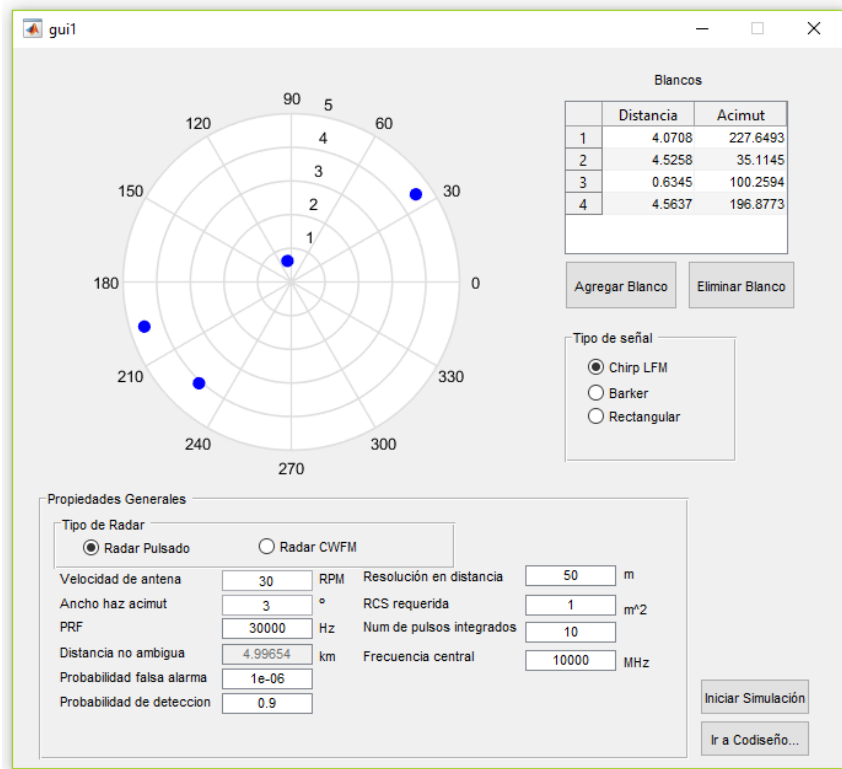 gui1
90
5
60
4
30
3
2
1
0
120
150
180
210
240
270
300
330
Blancos
Distancia Acimut
1 4.0708 227.6493
2 4.5258 35.1145
3 0.6345 100.2594
4 4.5637 196.8773
Agregar Blanco Eliminar Blanco
Tipo de señal
Chirp LFM
Barker
Rectangular
Propiedades Generales
Tipo de Radar
Radar Pulsado Radar CWFM
Velocidad de antena 30 RPM
Ancho haz acimut 3 º
PRF 30000 Hz
Distancia no ambigua 4.99654 km
Probabilidad falsa alarma 1e-06
Probabilidad de deteccion 0.9
Resolución en distancia 50 m
RCS requerida 1 m^2
Num de pulsos integrados 10
Frecuencia central 10000 MHz
Iniciar Simulación
Ir a Codiseño...